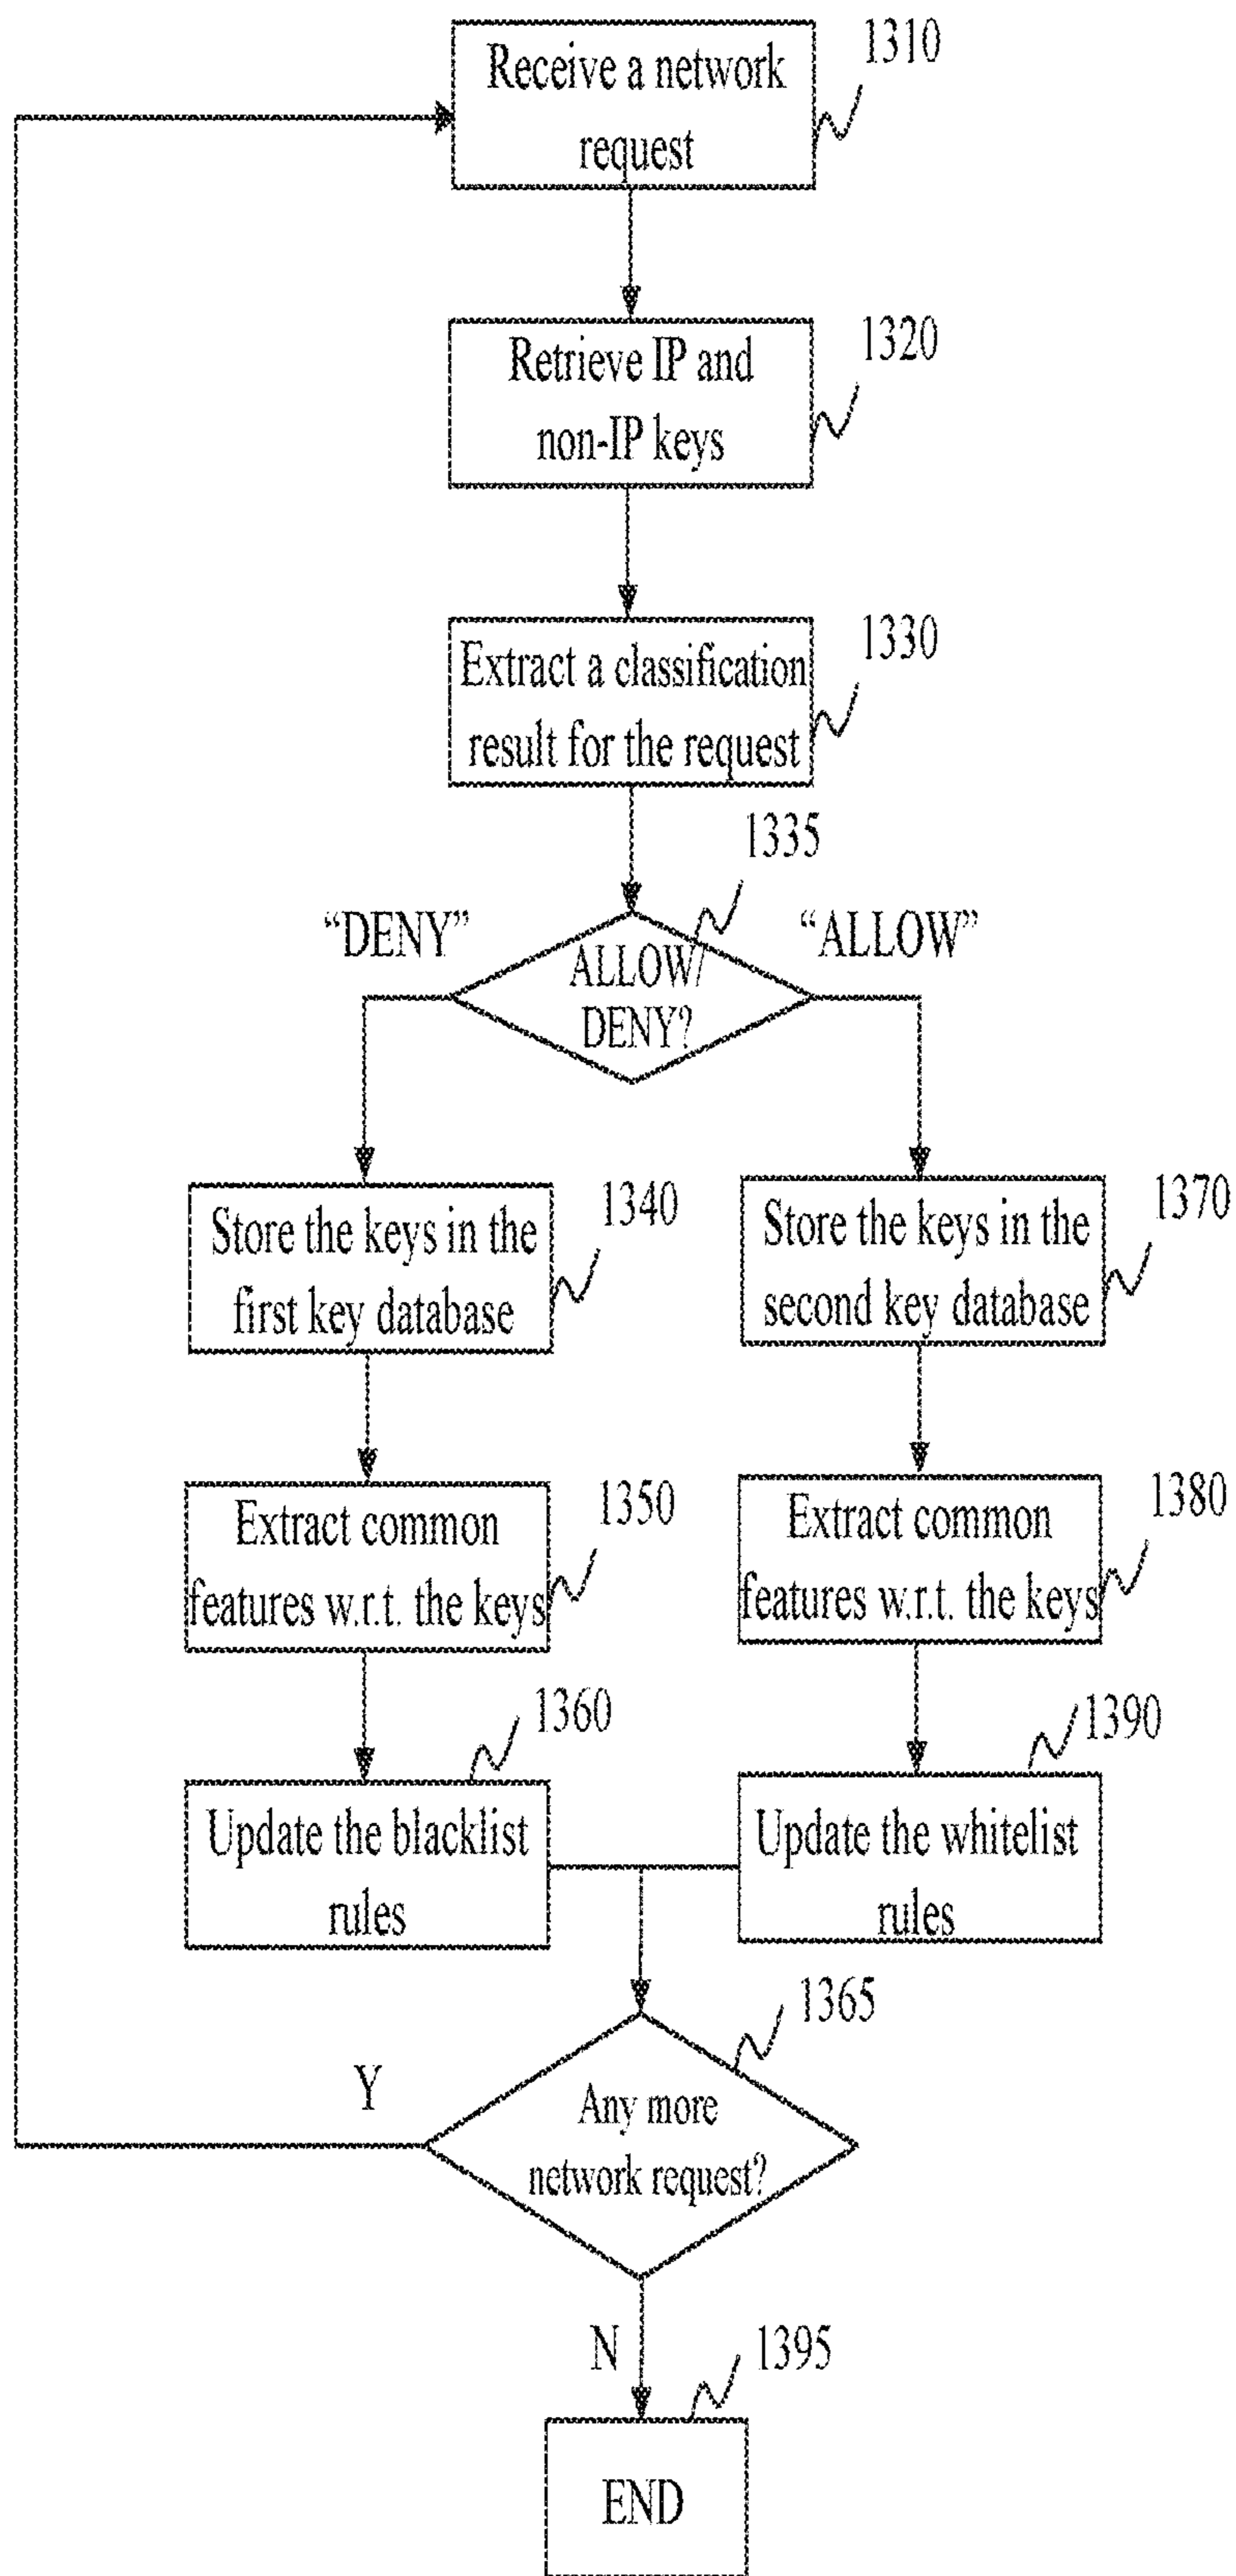 Receive a network
request
1310
Retrieve IP and
non-IP keys
1320
Extract a classification
result for the request
1330
1335
"DENY"
"ALLOW"
ALLOW/
DENY?
Store the keys in the
first key database
1340
Store the keys in the
second key database
1370
Extract common
features w.r.t. the keys
1350
Extract common
features w.r.t. the keys
1380
1360
1390
Update the blacklist
rules
Update the whitelist
rules
1365
Y
Any more
network request?
N
1395
END